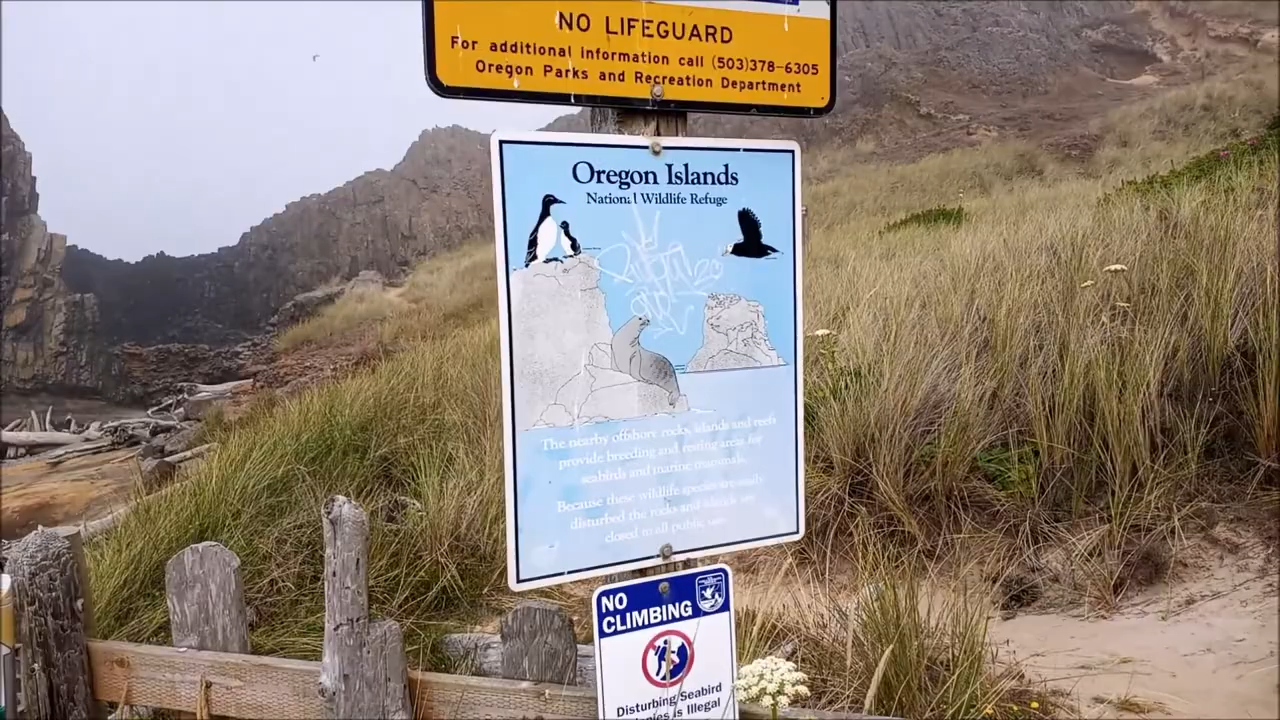 NO LIFEGUARD
For additional information call (503)378-6305
Oregon Parks and Recreation Department
Oregon Islands
National Wildlife Refuge
The nearby offshore rocks, islands and reefs
provide breeding and resting areas for
seabirds and marine mammals.
Because these wildlife species are easily
disturbed the rocks and islands are
closed to all public use.
NO
CLIMBING
Disturbing Seabird
is Illegal